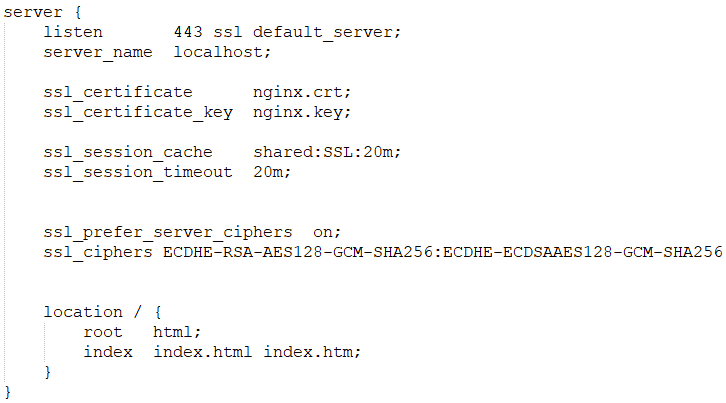 server {
    listen       443 ssl default_server;
    server_name  localhost;

    ssl_certificate      nginx.crt;
    ssl_certificate_key  nginx.key;

    ssl_session_cache    shared:SSL:20m;
    ssl_session_timeout  20m;


    ssl_prefer_server_ciphers  on;
    ssl_ciphers ECDHE-RSA-AES128-GCM-SHA256:ECDHE-ECDSAAES128-GCM-SHA256


    location / {
        root   html;
        index  index.html index.htm;
    }
}